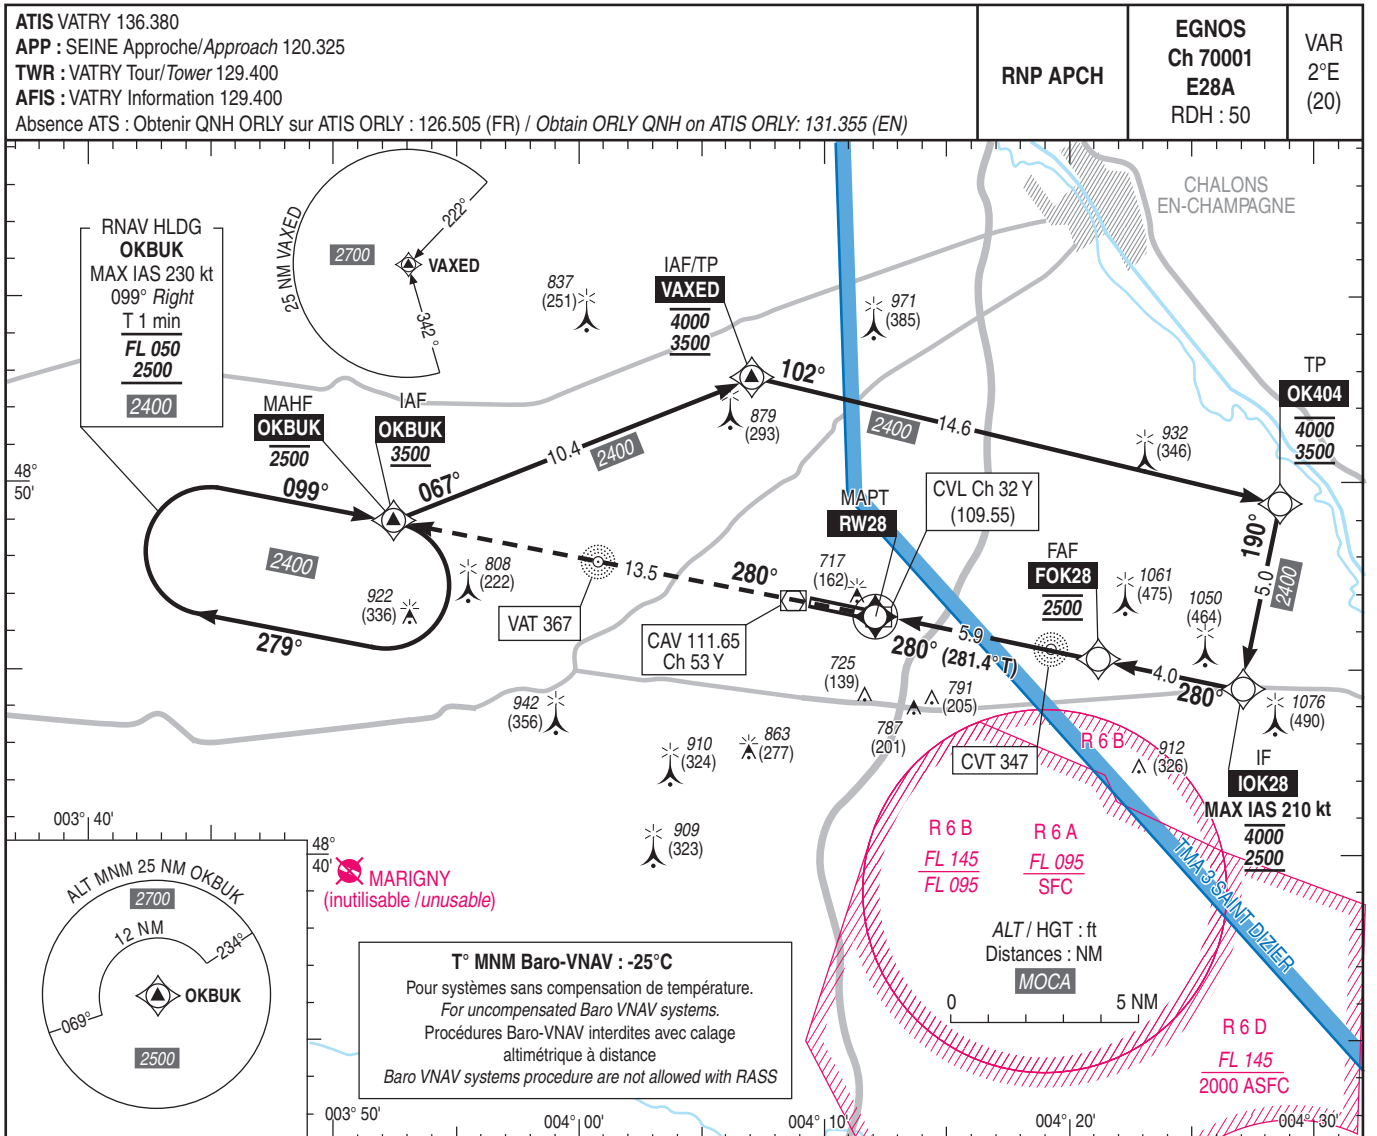 ATIS VATRY 136.380
APP : SEINE Approche/Approach 120.325
TWR : VATRY Tour/Tower 129.400
AFIS : VATRY Information 129.400
Absence ATS : Obtenir QNH ORLY sur ATIS ORLY : 126.505 (FR) / Obtain ORLY QNH on ATIS ORLY: 131.355 (EN)
RNP APCH
EGNOS
Ch 70001
E28A
RDH : 50
VAR
2°E
(20)
CHALONS
EN-CHAMPAGNE
RNAV HLDG
OKBUK
MAX IAS 230 kt
099° Right
T 1 min
FL 050
2500
2400
25 NM VAXED
2700
222°
VAXED
342°
837
(251)
IAF/TP
VAXED
4000
3500
971
(385)
102°
879
(293)
2400
14.6
932
(346)
TP
OK404
4000
3500
MAHF
OKBUK
2500
IAF
OKBUK
3500
10.4
2400
067°
099°
48°
50'
2400
922
(336)
279°
808
(222)
VAT 367
13.5
280°
CAV 111.65
Ch 53 Y
717
(162)
MAPT
RW28
CVL Ch 32 Y
(109.55)
FAF
FOK28
2500
1061
(475)
1050
(464)
190°
5.0
2400
5.9
280° (281.4° T)
4.0
280°
725
(139)
791
(205)
787
(201)
CVT 347
942
(356)
910
(324)
863
(277)
909
(323)
R 6 B
912
(326)
1076
(490)
IF
IOK28
MAX IAS 210 kt
4000
2500
003° 40'
48°
40'
MARIGNY
(inutilisable /unusable)
R 6 B
FL 145
FL 095
R 6 A
FL 095
SFC
TMA 3 SAINT DIZIER
ALT / HGT : ft
Distances : NM
MOCA
0 5 NM
R 6 D
FL 145
2000 ASFC
ALT MNM 25 NM OKBUK
2700
12 NM
234°
OKBUK
069°
2500
T° MNM Baro-VNAV : -25°C
Pour systèmes sans compensation de température.
For uncompensated Baro VNAV systems.
Procédures Baro-VNAV interdites avec calage
altimétrique à distance
Baro VNAV systems procedure are not allowed with RASS
003° 50'
004° 00'
004° 10'
004° 20'
004° 30'